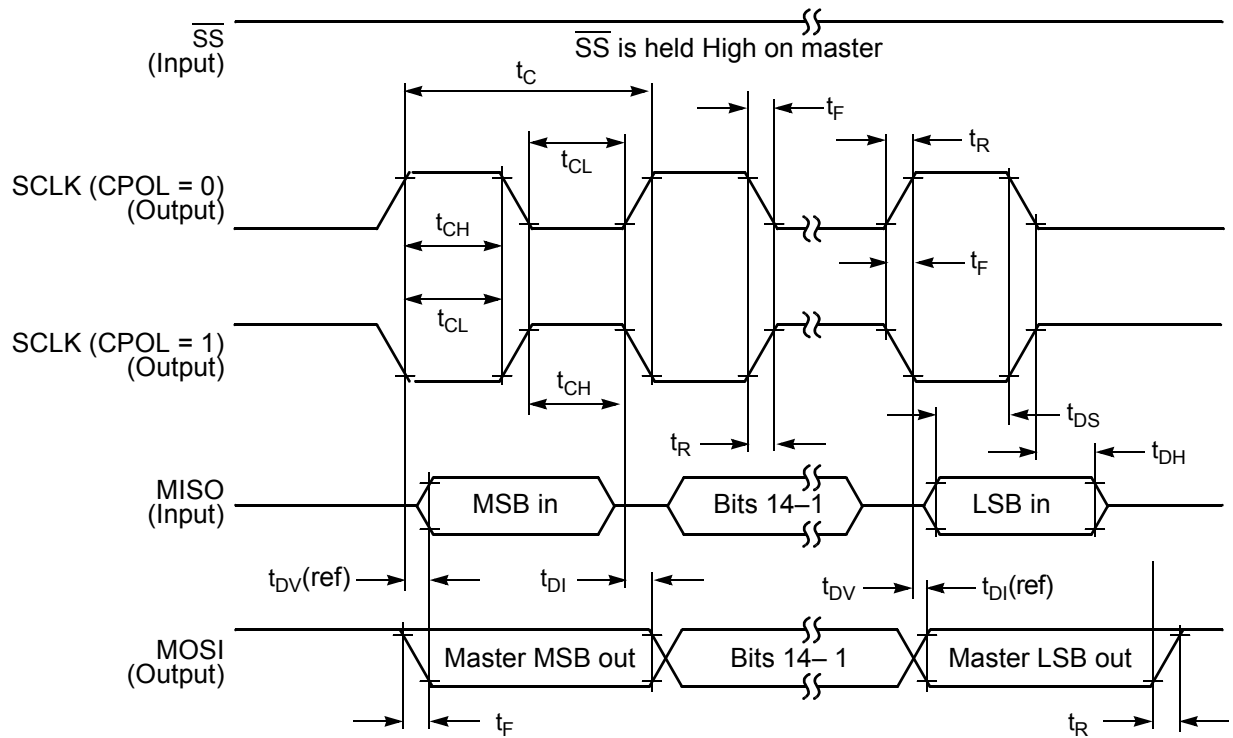 SS
(Input)
SS is held High on master
tC
tF
tR
tCL
SCLK (CPOL = 0)
(Output)
tCH
tF
tCL
SCLK (CPOL = 1)
(Output)
tCH
tDS
tR
tDH
MISO
(Input)
MSB in
Bits 14–1
LSB in
tDV(ref)
tDI
tDV
tDI(ref)
MOSI
(Output)
Master MSB out
Bits 14– 1
Master LSB out
tF
tR